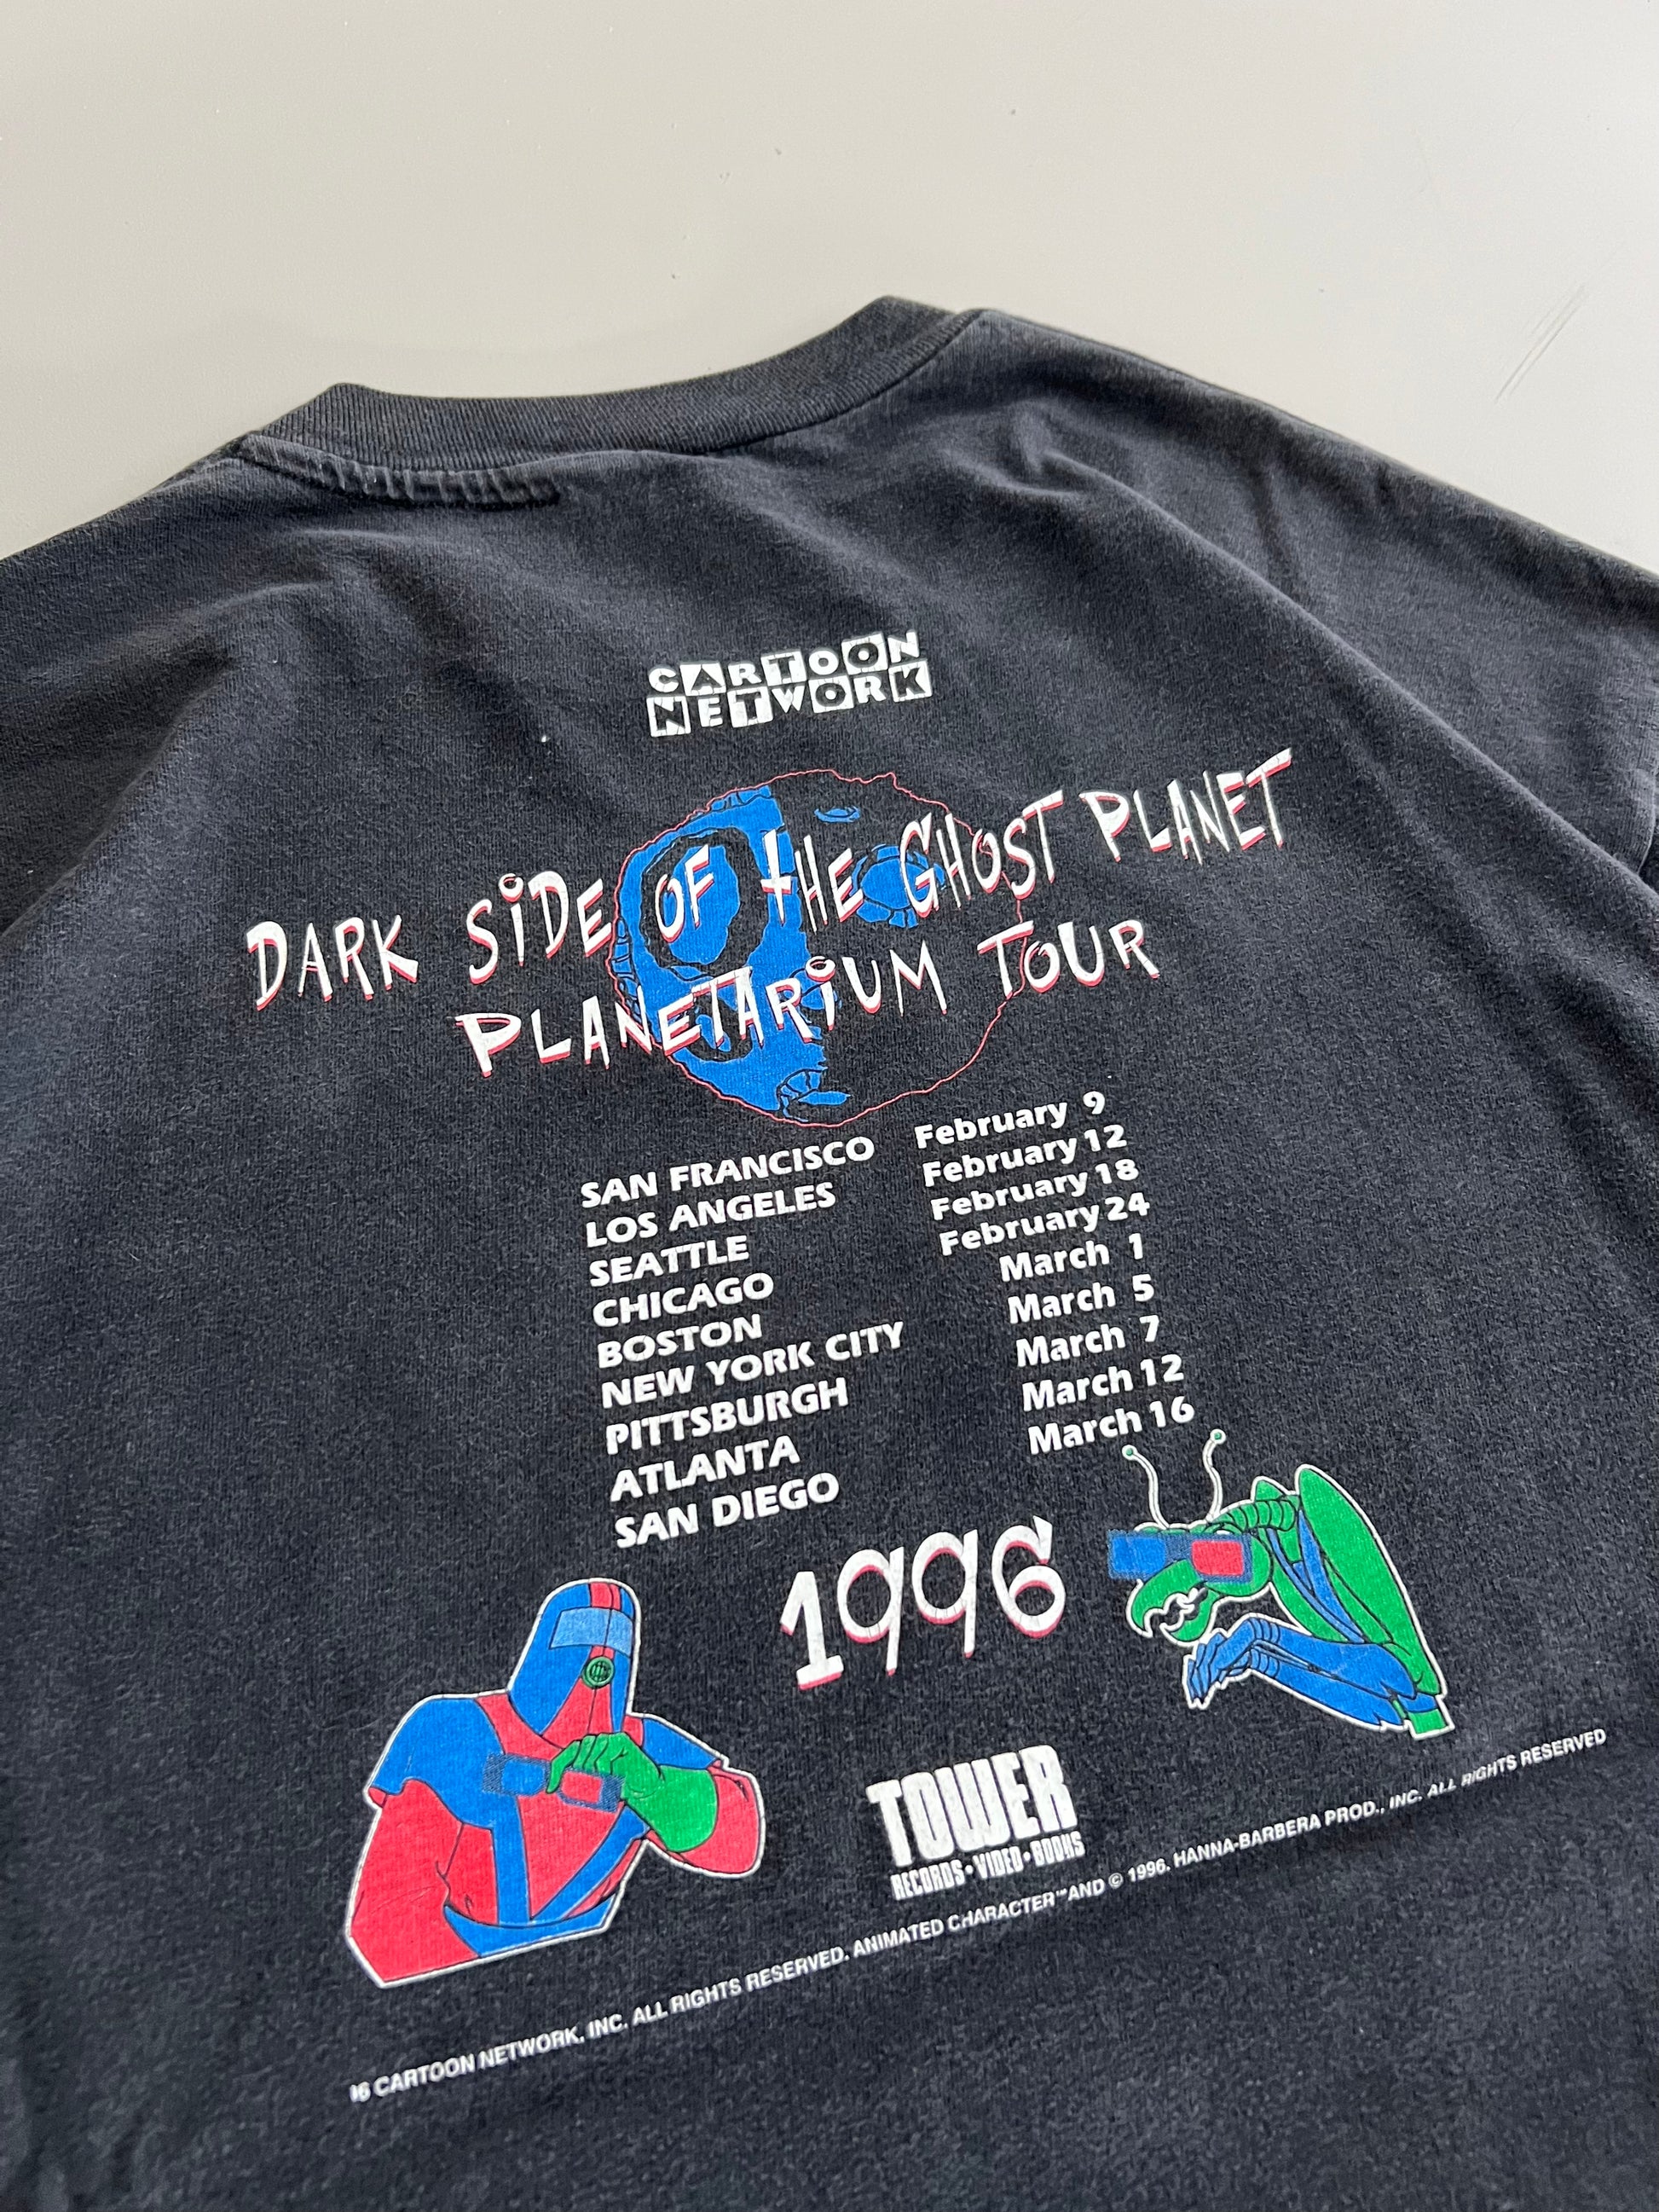 CARTOON
NETWORK
DARK SiDE OF tHE GHOST PLANET
PLANETARiUM TOUR
SAN FRANCISCO February 9
LOS ANGELES February 12
SEATTLE February 18
CHICAGO February 24
BOSTON March 1
NEW YORK CITY March 5
PITTSBURGH March 7
ATLANTA March 12
SAN DIEGO March 16
1996
TOWER
RECORDS • VIDEO • BOOKS
96 CARTOON NETWORK, INC. ALL RIGHTS RESERVED. ANIMATED CHARACTER™ AND © 1996. HANNA-BARBERA PROD., INC. ALL RIGHTS RESERVED